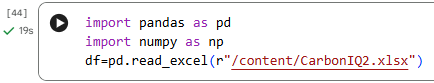 [44]
19s
import pandas as pd
import numpy as np
df=pd.read_excel(r"/content/CarbonIQ2.xlsx")